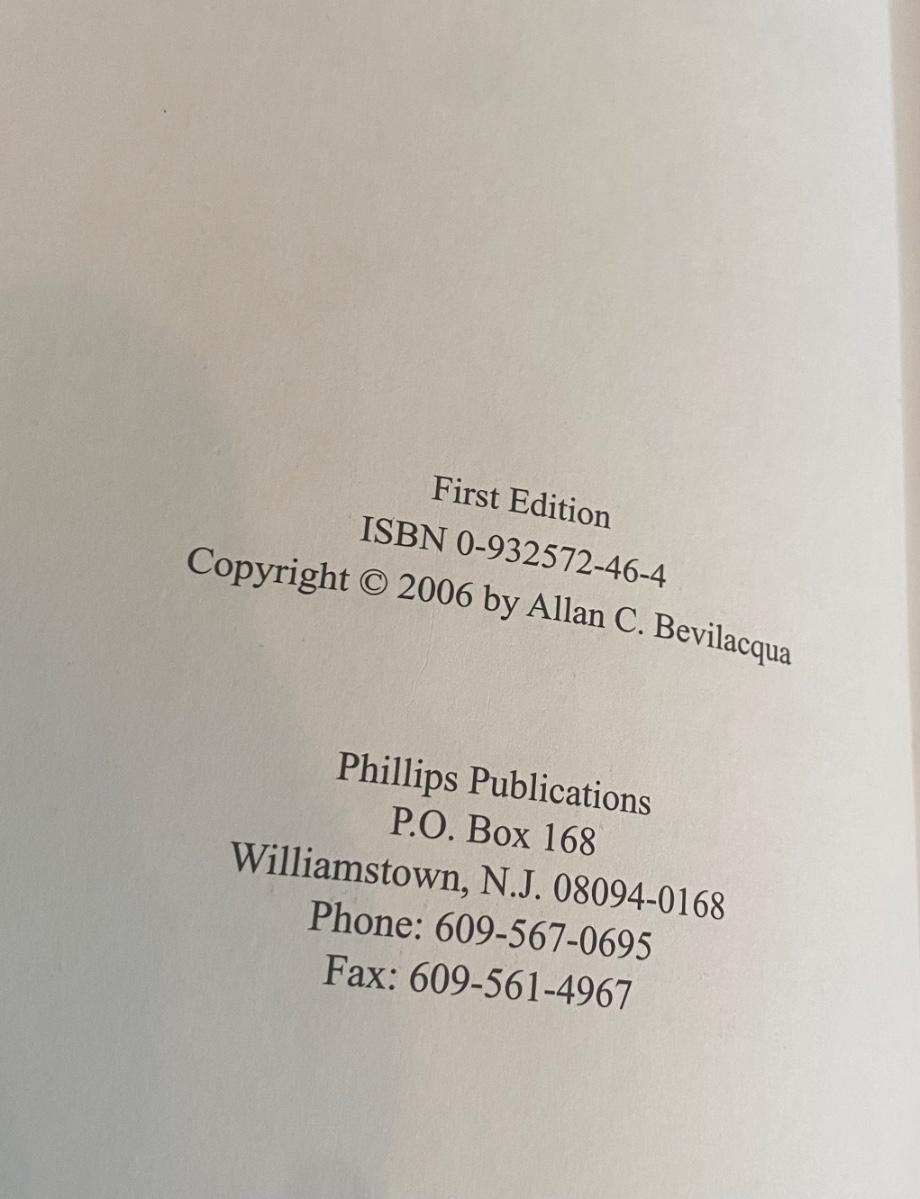 First Edition
ISBN 0-932572-46-4
Copyright © 2006 by Allan C. Bevilacqua
Phillips Publications
P.O. Box 168
Williamstown, N.J. 08094-0168
Phone: 609-567-0695
Fax: 609-561-4967